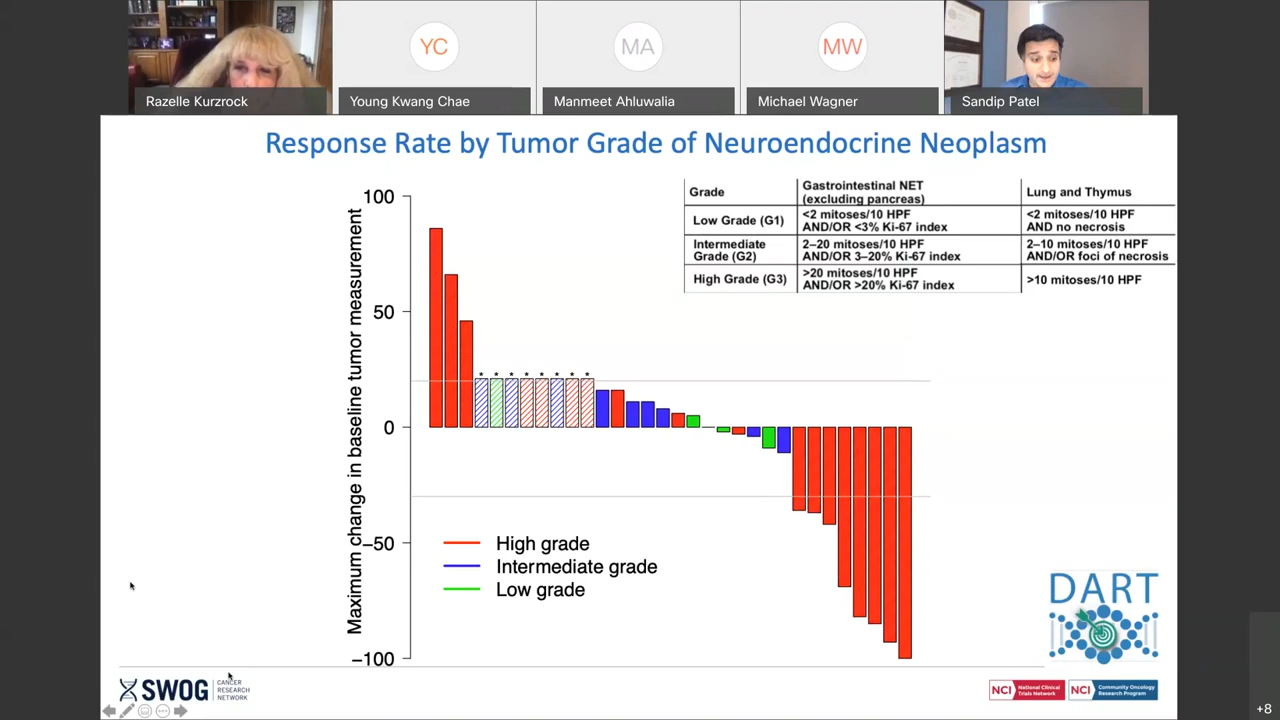 YC
MA
MW
Razelle Kurzrock
Young Kwang Chae
Manmeet Ahluwalia
Michael Wagner
Sandip Patel
Response Rate by Tumor Grade of Neuroendocrine Neoplasm
Grade
Gastrointestinal NET
(excluding pancreas)
Lung and Thymus
Low Grade (G1)
<2 mitoses/10 HPF
AND/OR <3% Ki-67 index
<2 mitoses/10 HPF
AND no necrosis
Intermediate
Grade (G2)
2–20 mitoses/10 HPF
AND/OR 3–20% Ki-67 index
2–10 mitoses/10 HPF
AND/OR foci of necrosis
High Grade (G3)
>20 mitoses/10 HPF
AND/OR >20% Ki-67 index
>10 mitoses/10 HPF
Maximum change in baseline tumor measurement
100
50
0
−50
−100
* * * * * * * *
High grade
Intermediate grade
Low grade
DART
SWOG
CANCER
RESEARCH
NETWORK
NCI National Clinical
Trials Network
NCI Community Oncology
Research Program
+8